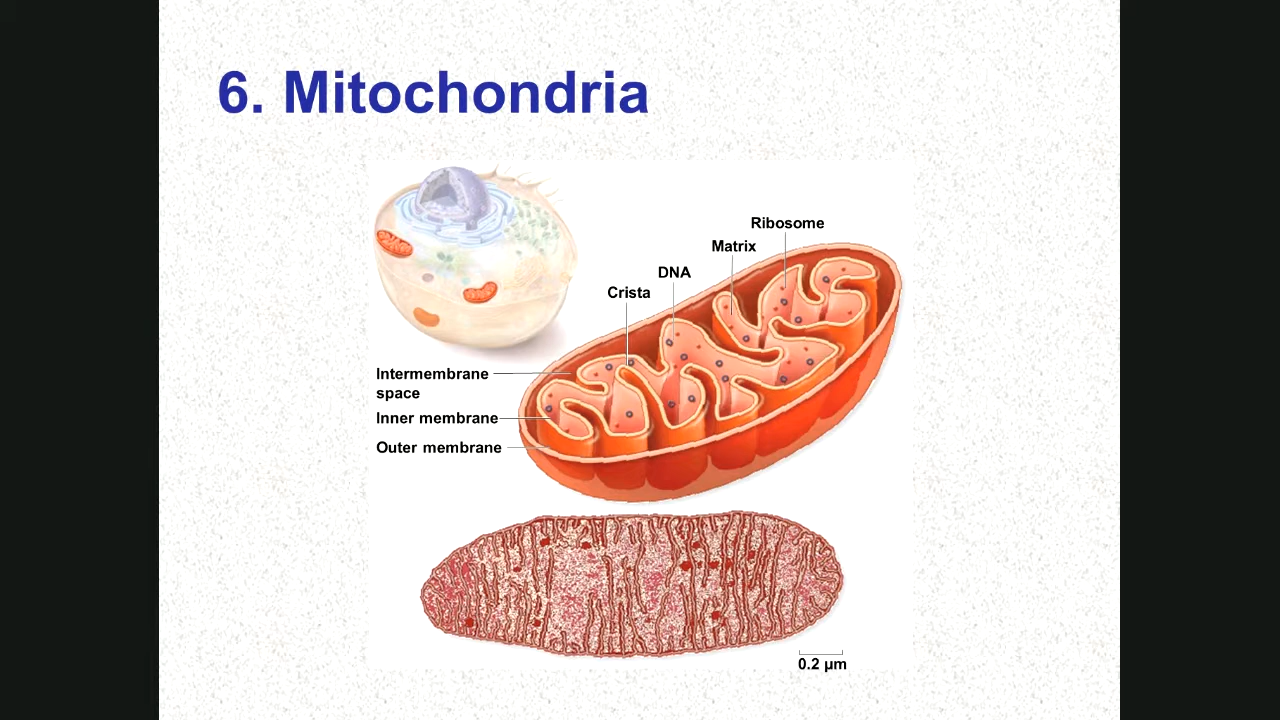 6. Mitochondria
Ribosome
Matrix
DNA
Crista
Intermembrane
space
Inner membrane
Outer membrane
0.2 µm